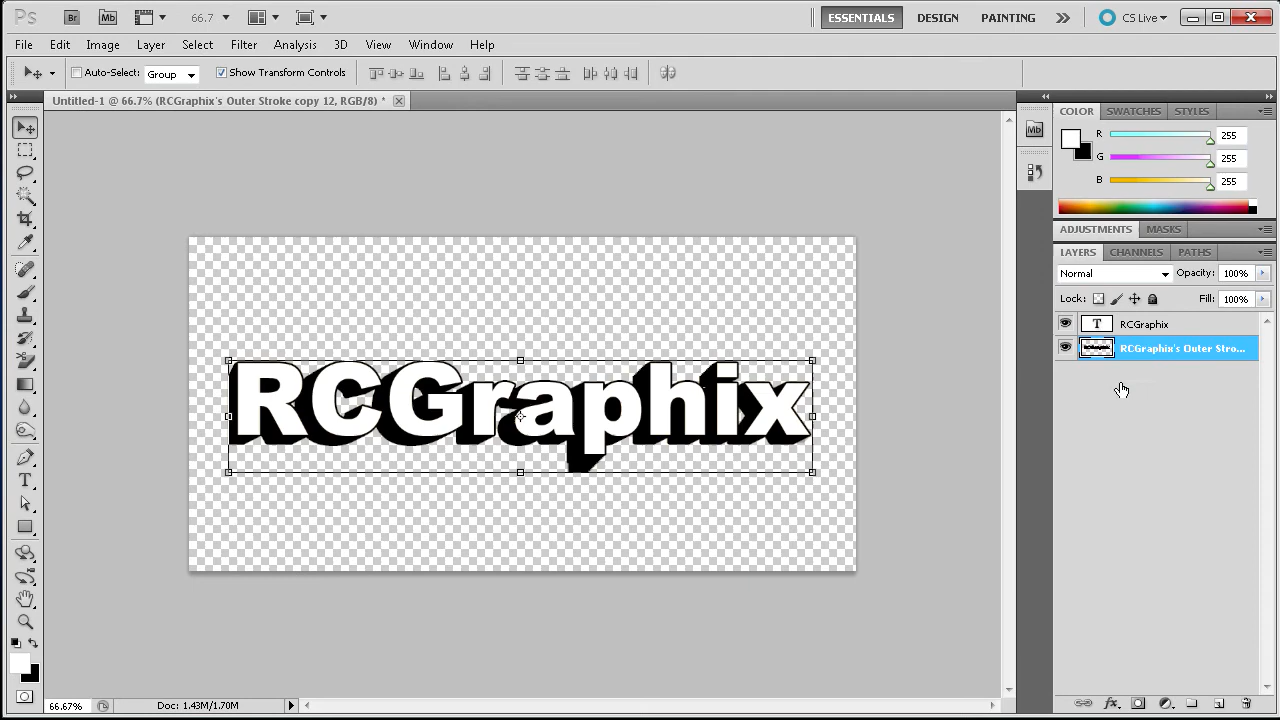 Ps Br Mb 66.7 ESSENTIALS DESIGN PAINTING CS Live
File Edit Image Layer Select Filter Analysis 3D View Window Help
Auto-Select: Group Show Transform Controls
Untitled-1 @ 66.7% (RCGraphix's Outer Stroke copy 12, RGB/8) *
COLOR SWATCHES STYLES
Mb
R 255
G 255
B 255
ADJUSTMENTS MASKS
LAYERS CHANNELS PATHS
Normal Opacity: 100%
Lock: Fill: 100%
T RCGraphix
RCGraphix's Outer Stro...
RCGraphix
66.67% Doc: 1.43M/1.70M